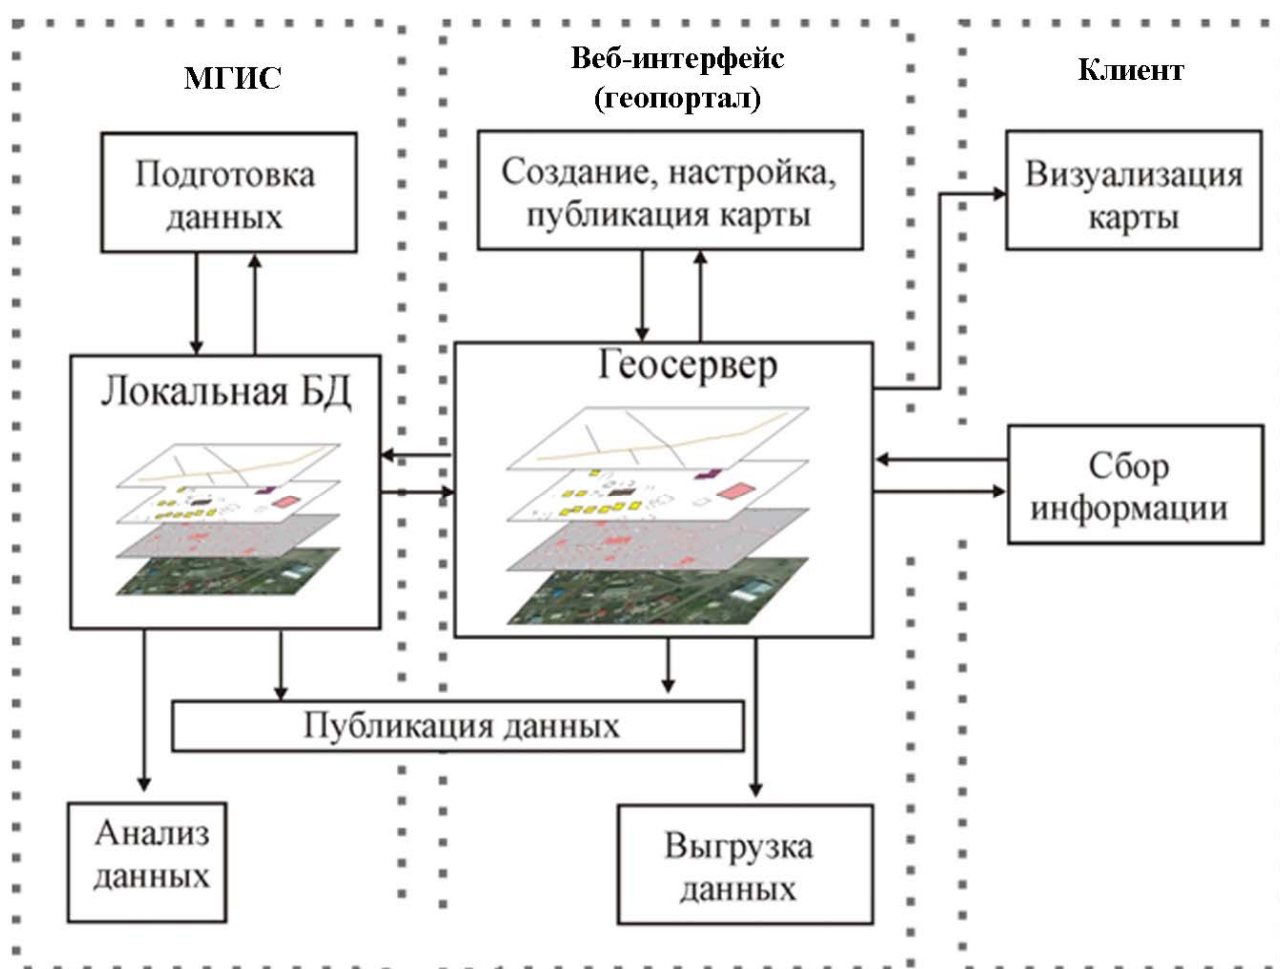 МГИС
Подготовка
данных
Локальная БД
Анализ
данных
Веб-интерфейс
(геопортал)
Создание, настройка,
публикация карты
Геосервер
Публикация данных
Выгрузка
данных
Клиент
Визуализация
карты
Сбор
информации